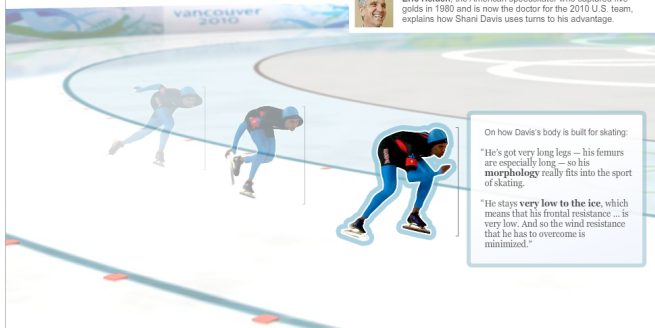 vancouver
2010
golds in 1980 and is now the doctor for the 2010 U.S. team,
explains how Shani Davis uses turns to his advantage.
On how Davis's body is built for skating:
"He's got very long legs — his femurs
are especially long — so his
morphology really fits into the sport
of skating.
"He stays very low to the ice, which
means that his frontal resistance ... is
very low. And so the wind resistance
that he has to overcome is
minimized."